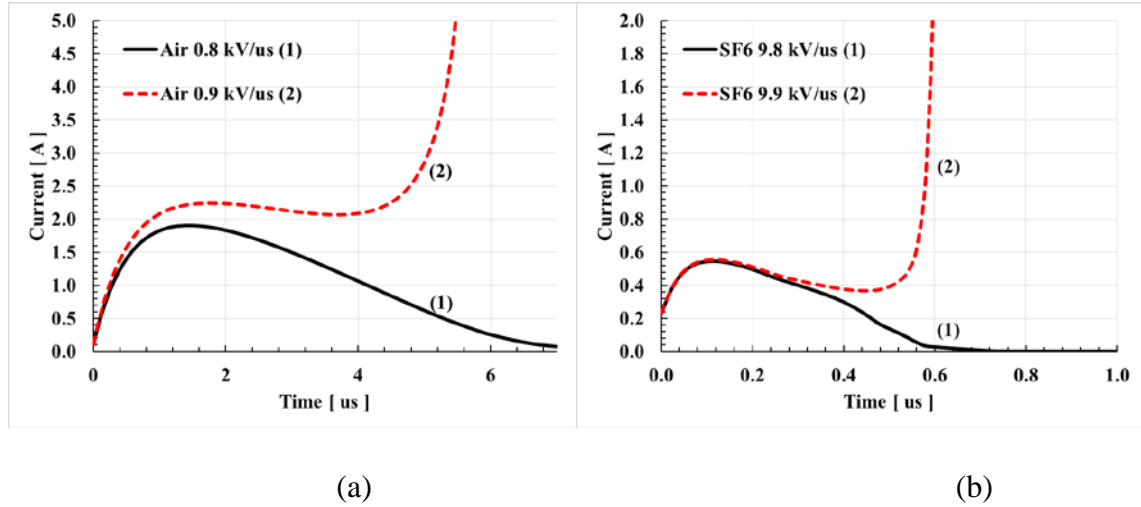 5.0
4.5
4.0
3.5
3.0
2.5
2.0
1.5
1.0
0.5
0.0
Current [ A ]
Air 0.8 kV/us (1)
Air 0.9 kV/us (2)
(2)
(1)
0 2 4 6
Time [ us ]
2.0
1.8
1.6
1.4
1.2
1.0
0.8
0.6
0.4
0.2
0.0
Current [ A ]
SF6 9.8 kV/us (1)
SF6 9.9 kV/us (2)
(2)
(1)
0.0 0.2 0.4 0.6 0.8 1.0
Time [ us ]
(a) (b)